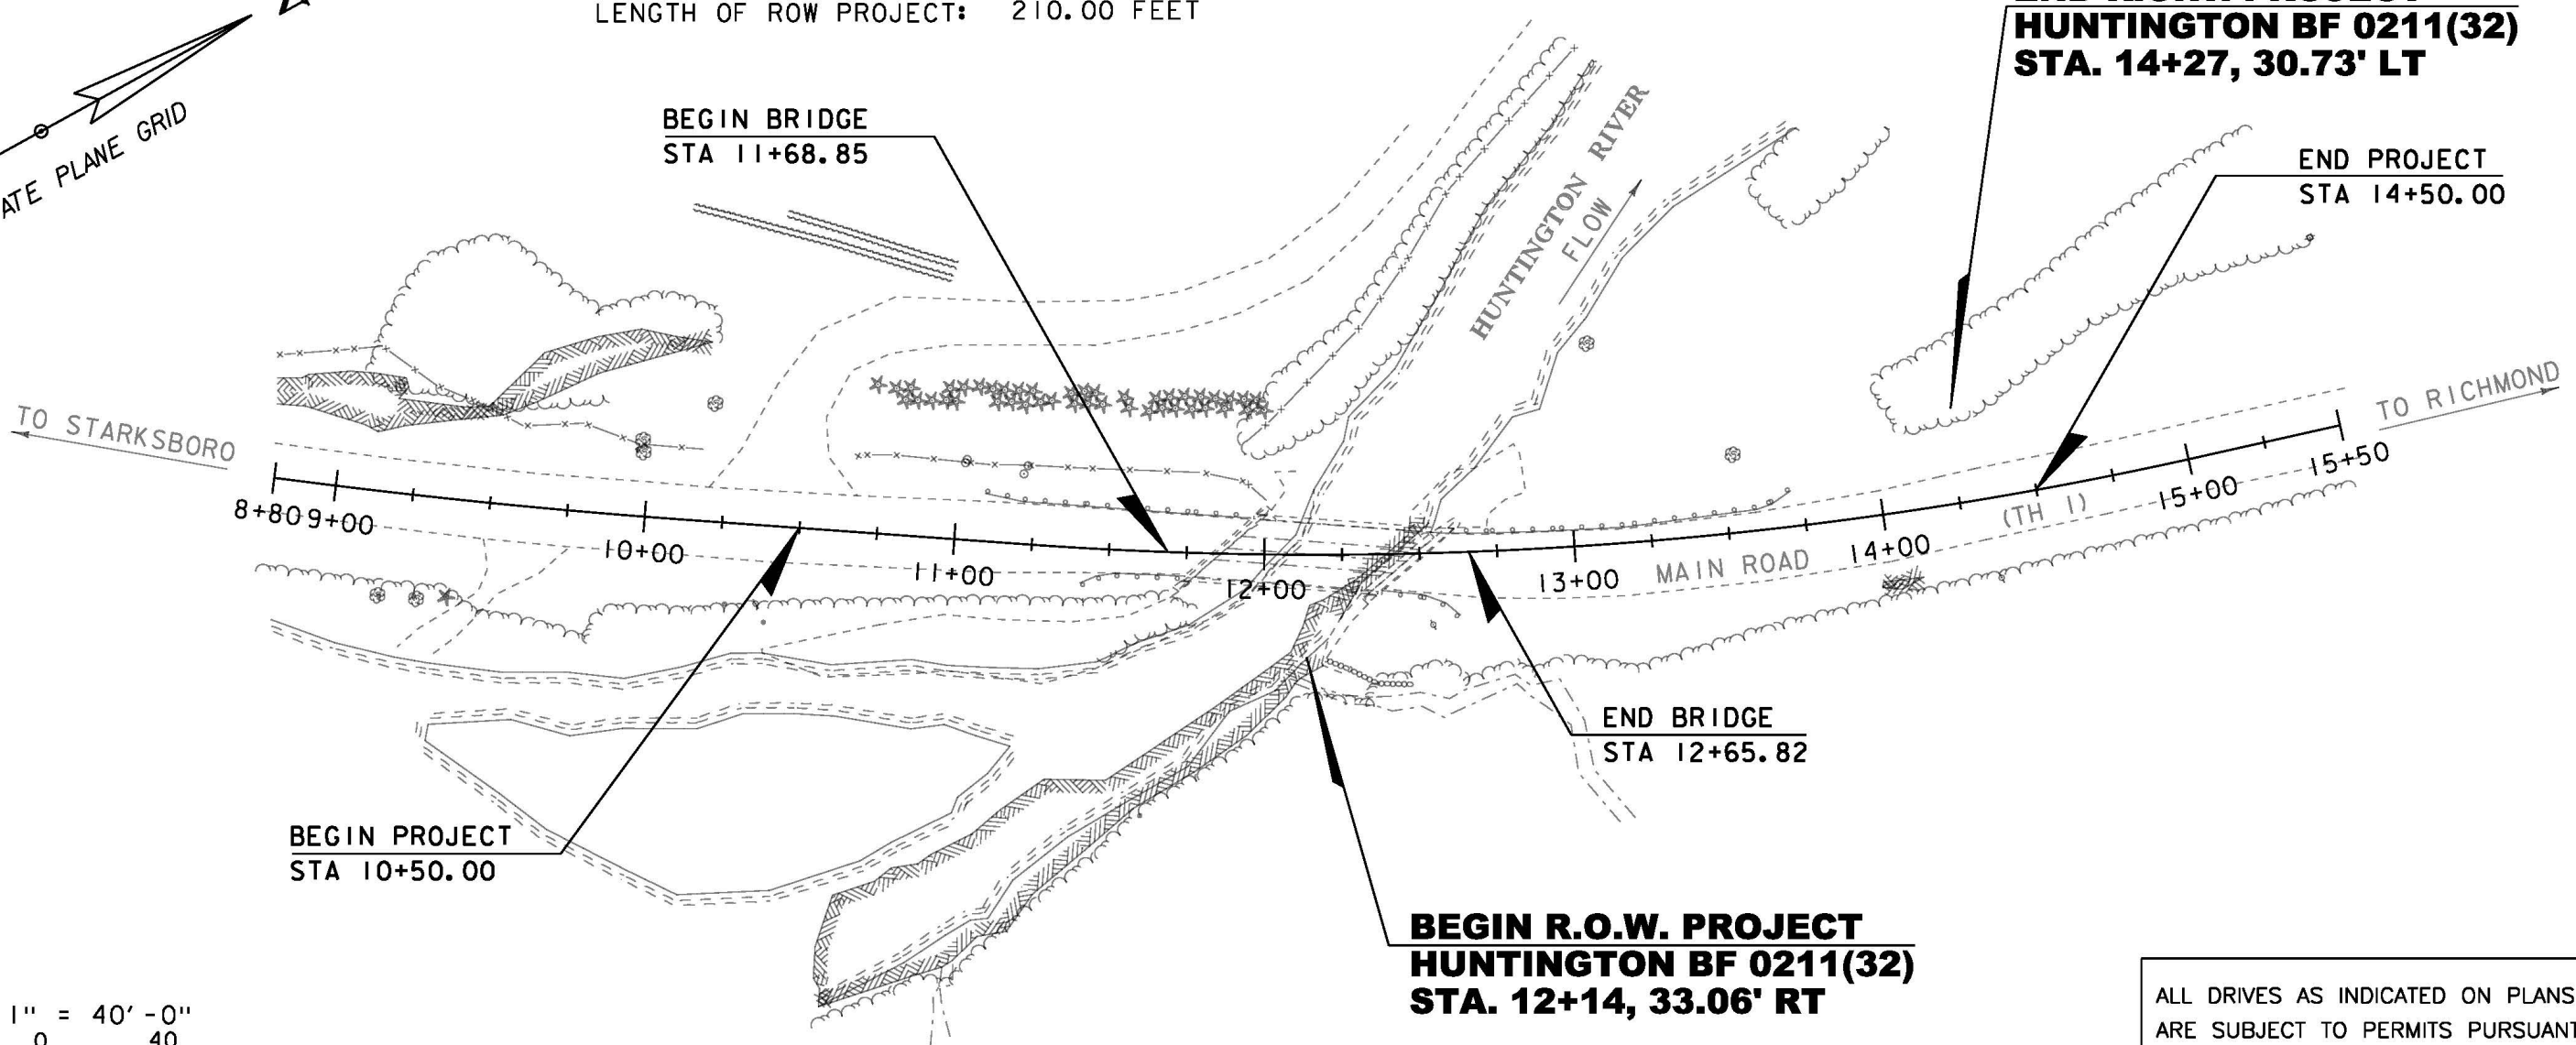 LENGTH OF ROW PROJECT: 210.00 FEET
HUNTINGTON BF 0211(32)
STA. 14+27, 30.73' LT
BEGIN BRIDGE
STA 11+68.85
PLANE GRID
HUNTINGTON RIVER
FLOW
END PROJECT
STA 14+50.00
TO STARKSBORO
TO RICHMOND
8+80
9+00
10+00
11+00
12+00
13+00
MAIN ROAD
14+00
(TH 1)
15+00
15+50
END BRIDGE
STA 12+65.82
BEGIN PROJECT
STA 10+50.00
BEGIN R.O.W. PROJECT
HUNTINGTON BF 0211(32)
STA. 12+14, 33.06' RT
1" = 40'-0"
0 40
ALL DRIVES AS INDICATED ON PLANS
ARE SUBJECT TO PERMITS PURSUANT